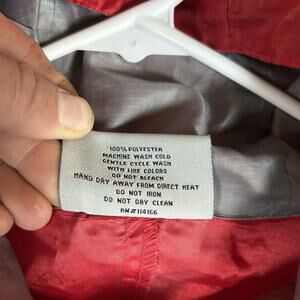 100% POLYESTER
MACHINE WASH COLD
GENTLE CYCLE WASH
WITH LIKE COLORS
DO NOT BLEACH
HANG DRY AWAY FROM DIRECT HEAT
DO NOT IRON
DO NOT DRY CLEAN
RN# 114166